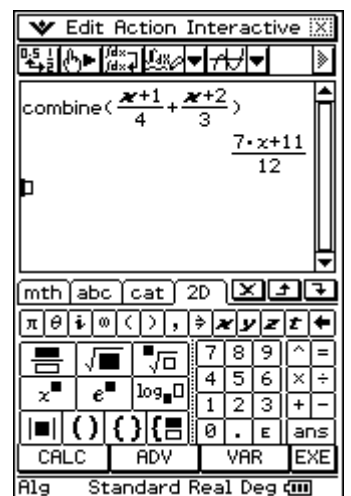 Edit Action Interactive
0.5 1 2
combine(x+1/4+x+2/3)
7·x+11/12
mth abc cat 2D
π θ i ∞ ( ) , ⇒ x y z t ←
√■ ■√□ 7 8 9 ^ =
x■ e■ log■□ 4 5 6 × ÷
1 2 3 + −
|■| () {} {☰ 0 . E ans
CALC ADV VAR EXE
Alg Standard Real Deg